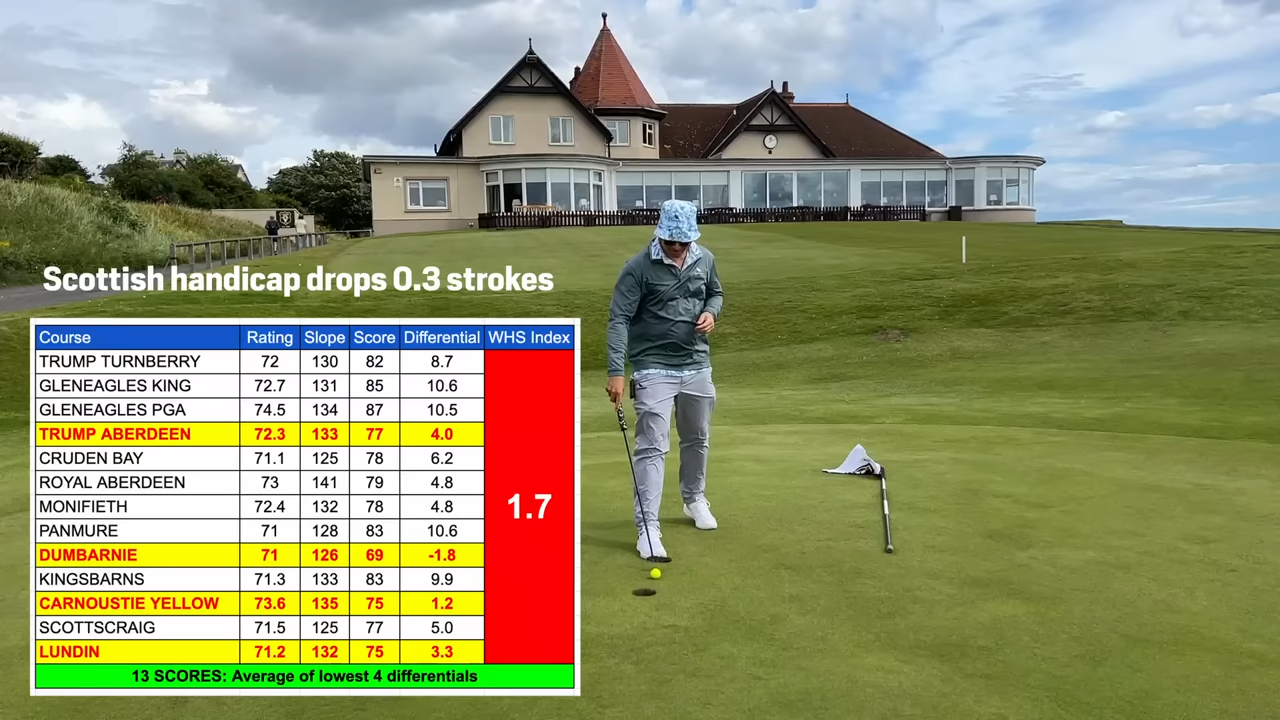 Scottish handicap drops 0.3 strokes
Course Rating Slope Score Differential WHS Index
TRUMP TURNBERRY 72 130 82 8.7
GLENEAGLES KING 72.7 131 85 10.6
GLENEAGLES PGA 74.5 134 87 10.5
TRUMP ABERDEEN 72.3 133 77 4.0
CRUDEN BAY 71.1 125 78 6.2
ROYAL ABERDEEN 73 141 79 4.8
MONIFIETH 72.4 132 78 4.8
1.7
PANMURE 71 128 83 10.6
DUMBARNIE 71 126 69 -1.8
KINGSBARNS 71.3 133 83 9.9
CARNOUSTIE YELLOW 73.6 135 75 1.2
SCOTTSCRAIG 71.5 125 77 5.0
LUNDIN 71.2 132 75 3.3
13 SCORES: Average of lowest 4 differentials